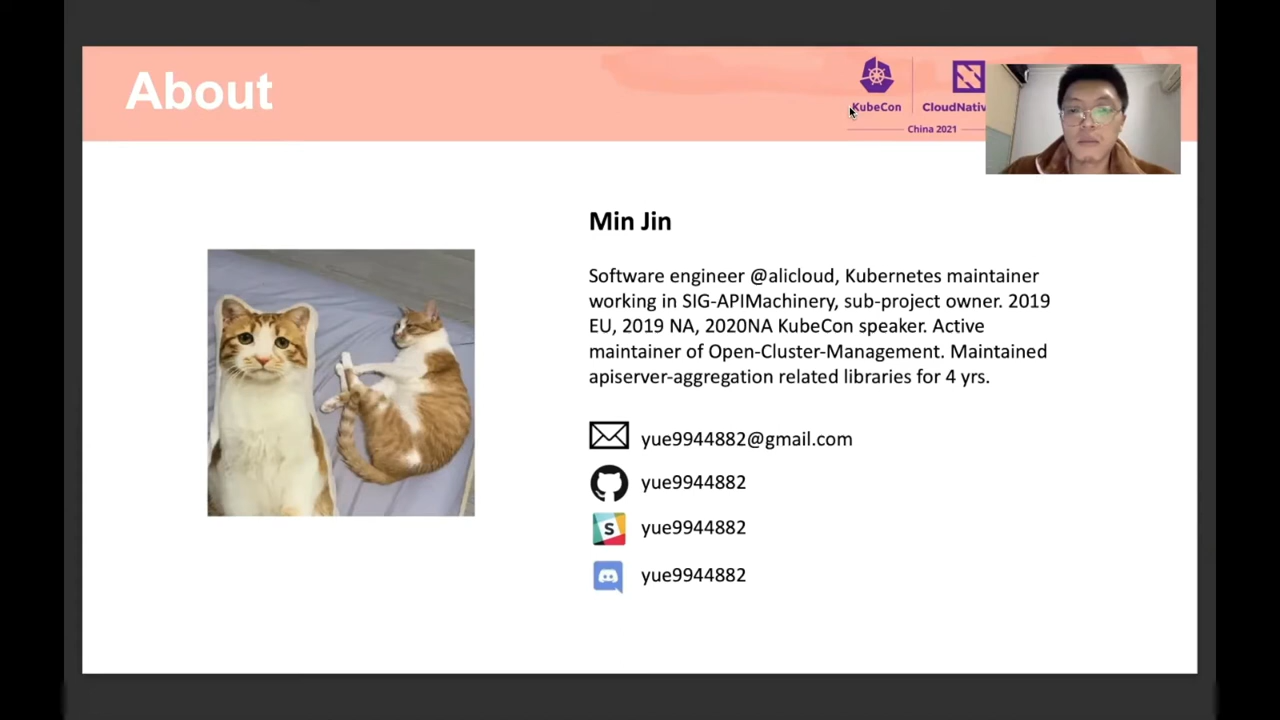 About
KubeCon
CloudNativ
China 2021
Min Jin
Software engineer @alicloud, Kubernetes maintainer
working in SIG-APIMachinery, sub-project owner. 2019
EU, 2019 NA, 2020NA KubeCon speaker. Active
maintainer of Open-Cluster-Management. Maintained
apiserver-aggregation related libraries for 4 yrs.
yue9944882@gmail.com
yue9944882
S
yue9944882
yue9944882